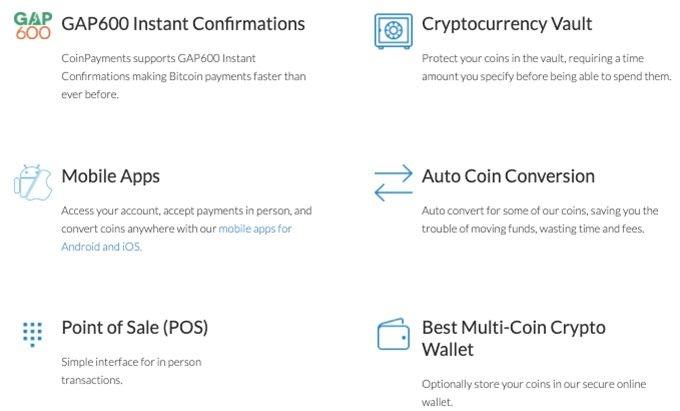 GAP
600
GAP600 Instant Confirmations
CoinPayments supports GAP600 Instant
Confirmations making Bitcoin payments faster than
ever before.
Cryptocurrency Vault
Protect your coins in the vault, requiring a time
amount you specify before being able to spend them.
Mobile Apps
Access your account, accept payments in person, and
convert coins anywhere with our mobile apps for
Android and iOS.
Auto Coin Conversion
Auto convert for some of our coins, saving you the
trouble of moving funds, wasting time and fees.
Point of Sale (POS)
Simple interface for in person
transactions.
Best Multi-Coin Crypto
Wallet
Optionally store your coins in our secure online
wallet.